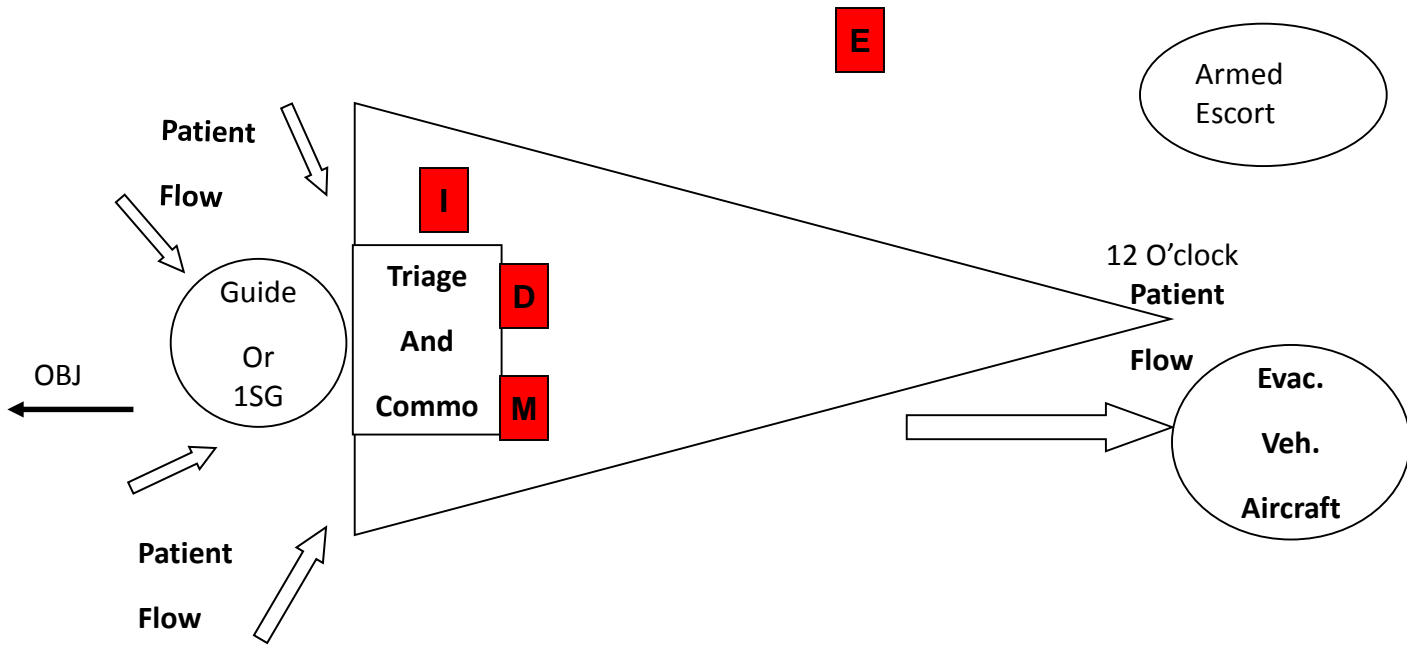 E
Armed
Escort
Patient
Flow
I
12 O’clock
Patient
Flow
Guide
Or
1SG
Triage
And
Commo
D
M
OBJ
Evac.
Veh.
Aircraft
Patient
Flow